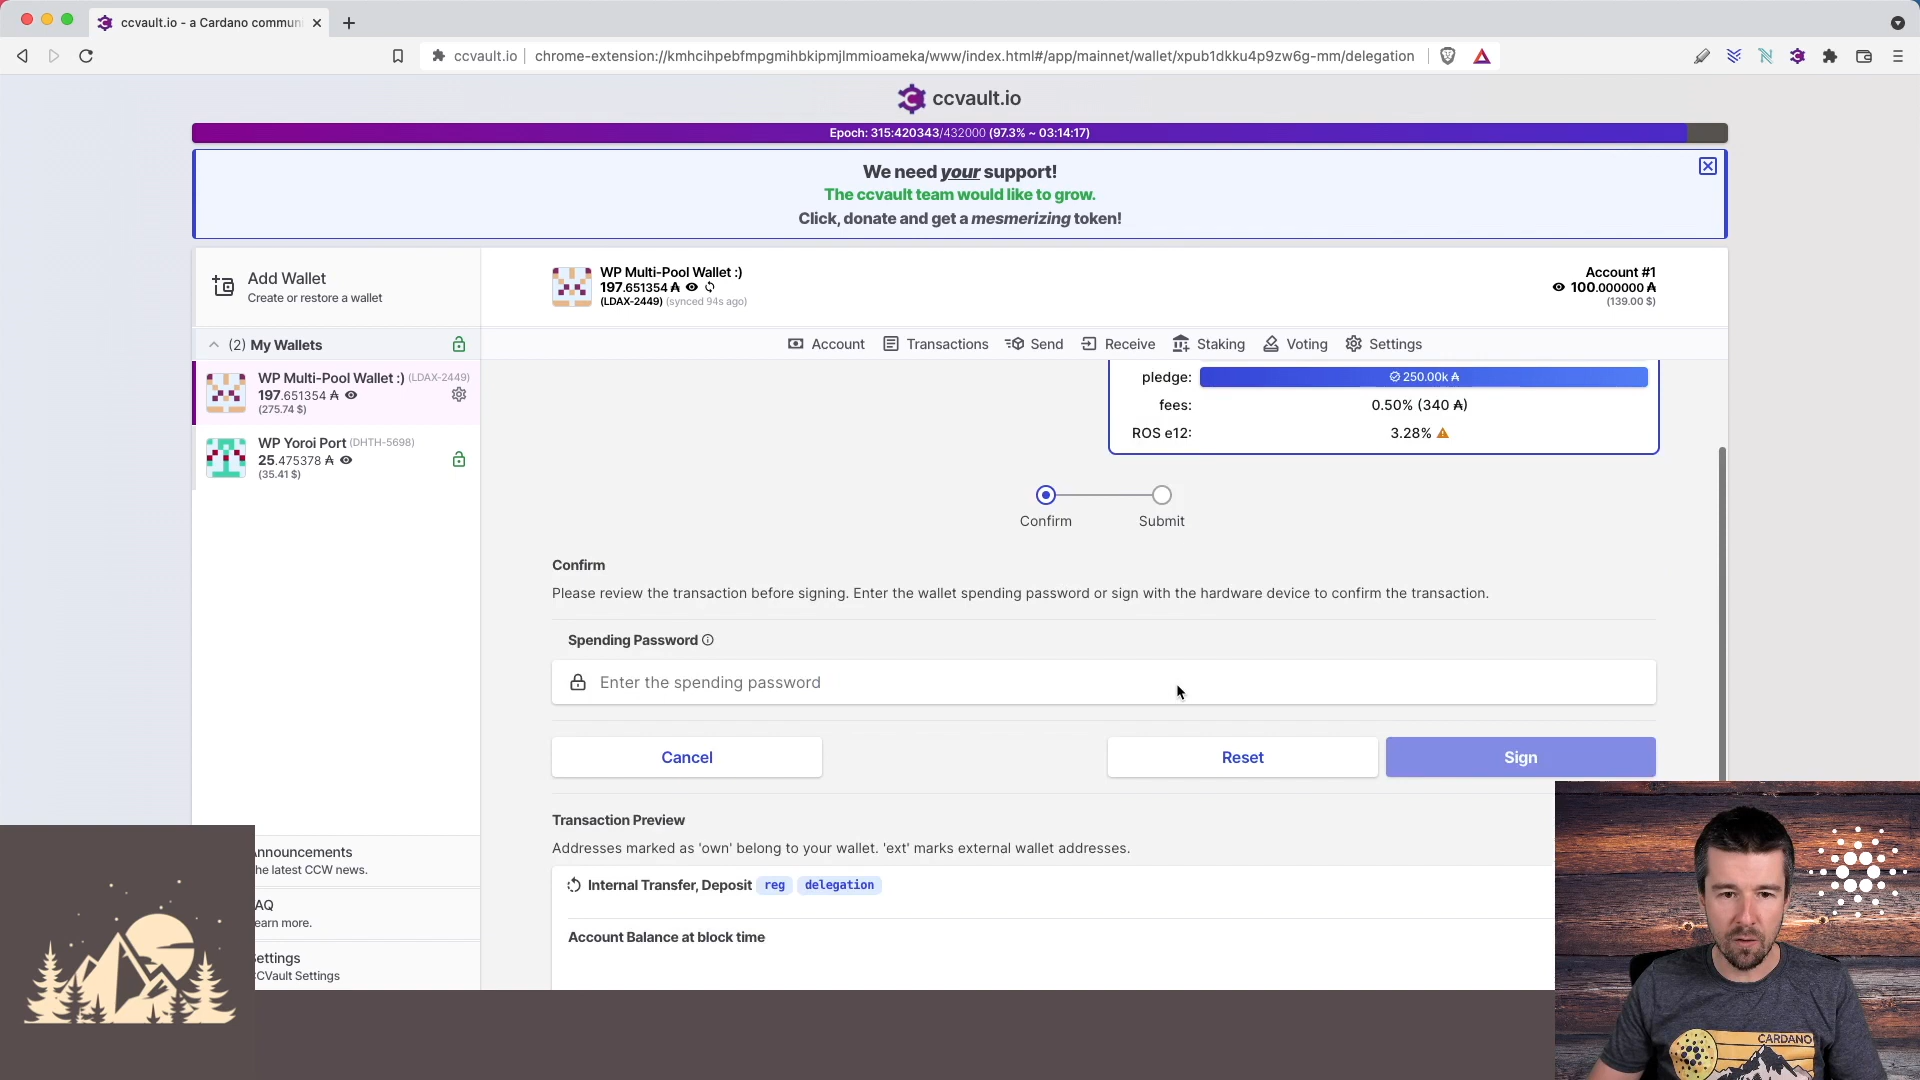 ccvault.io - a Cardano commun
ccvault.io
chrome-extension://kmhcihpebfmpgmihbkipmjlmmioameka/www/index.html#/app/mainnet/wallet/xpub1dkku4p9zw6g-mm/delegation
ccvault.io
Epoch: 315:420343/432000 (97.3% ~ 03:14:17)
We need your support!
The ccvault team would like to grow.
Click, donate and get a mesmerizing token!
Add Wallet
Create or restore a wallet
WP Multi-Pool Wallet :)
197.651354 ₳
(LDAX-2449) (synced 94s ago)
Account #1
100.000000 ₳
(139.00 $)
(2) My Wallets
Account
Transactions
Send
Receive
Staking
Voting
Settings
WP Multi-Pool Wallet :) (LDAX-2449)
197.651354 ₳
(275.74 $)
WP Yoroi Port (DHTH-5698)
25.475378 ₳
(35.41 $)
pledge: 250.00k ₳
fees: 0.50% (340 ₳)
ROS e12: 3.28%
Confirm
Submit
Confirm
Please review the transaction before signing. Enter the wallet spending password or sign with the hardware device to confirm the transaction.
Spending Password
Enter the spending password
Cancel
Reset
Sign
Transaction Preview
Addresses marked as 'own' belong to your wallet. 'ext' marks external wallet addresses.
Internal Transfer, Deposit reg delegation
Account Balance at block time
nnouncements
he latest CCW news.
AQ
earn more.
ettings
CVault Settings
CARDANO